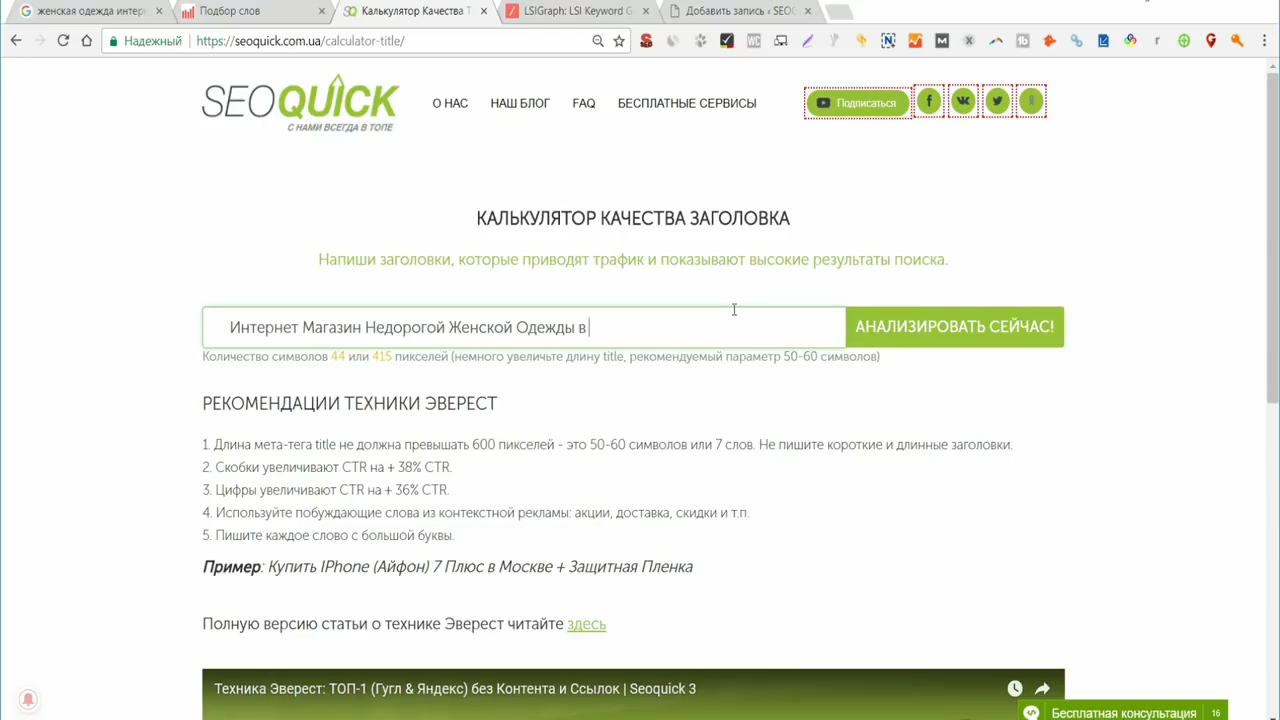 женская одежда интерн
Подбор слов
Калькулятор Качества Т
LSIGraph: LSI Keyword G
Добавить запись ‹ SEO
Надежный
https://seoquick.com.ua/calculator-title/
SEOQUICK
С НАМИ ВСЕГДА В ТОПЕ
О НАС
НАШ БЛОГ
FAQ
БЕСПЛАТНЫЕ СЕРВИСЫ
Подписаться
КАЛЬКУЛЯТОР КАЧЕСТВА ЗАГОЛОВКА
Напиши заголовки, которые приводят трафик и показывают высокие результаты поиска.
Интернет Магазин Недорогой Женской Одежды в
АНАЛИЗИРОВАТЬ СЕЙЧАС!
Количество символов 44 или 415 пикселей (немного увеличьте длину title, рекомендуемый параметр 50-60 символов)
РЕКОМЕНДАЦИИ ТЕХНИКИ ЭВЕРЕСТ
1. Длина мета-тега title не должна превышать 600 пикселей - это 50-60 символов или 7 слов. Не пишите короткие и длинные заголовки.
2. Скобки увеличивают CTR на + 38% CTR.
3. Цифры увеличивают CTR на + 36% CTR.
4. Используйте побуждающие слова из контекстной рекламы: акции, доставка, скидки и т.п.
5. Пишите каждое слово с большой буквы.
Пример: Купить IPhone (Айфон) 7 Плюс в Москве + Защитная Пленка
Полную версию статьи о технике Эверест читайте здесь
Техника Эверест: ТОП-1 (Гугл & Яндекс) без Контента и Ссылок | Seoquick 3
Бесплатная консультация
16